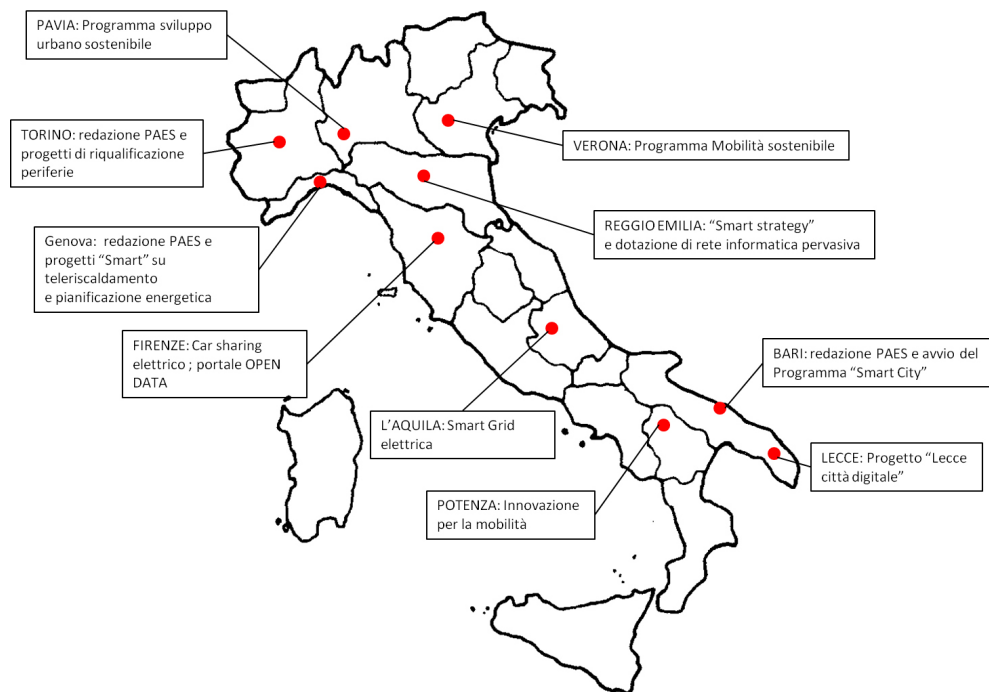 PAVIA: Programma sviluppo
urbano sostenibile
TORINO: redazione PAES e
progetti di riqualificazione
periferie
VERONA: Programma Mobilità sostenibile
REGGIO EMILIA: “Smart strategy”
e dotazione di rete informatica pervasiva
Genova: redazione PAES e
progetti “Smart” su
teleriscaldamento
e pianificazione energetica
FIRENZE: Car sharing
elettrico ; portale OPEN
DATA
BARI: redazione PAES e avvio del
Programma “Smart City”
L’AQUILA: Smart Grid
elettrica
LECCE: Progetto “Lecce
città digitale”
POTENZA: Innovazione
per la mobilità